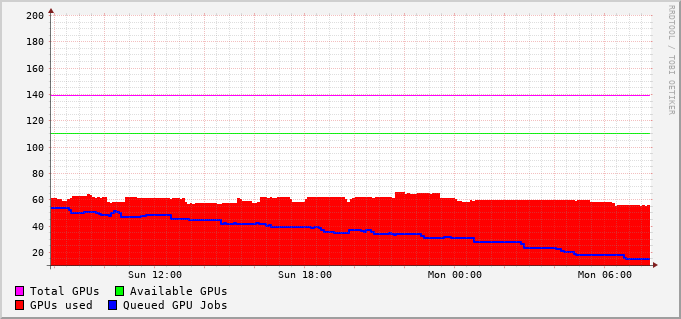 200
180
160
140
120
100
80
60
40
20
Sun 12:00 Sun 18:00 Mon 00:00 Mon 06:00
Total GPUs Available GPUs
GPUs used Queued GPU Jobs
RRDTOOL / TOBI OETIKER